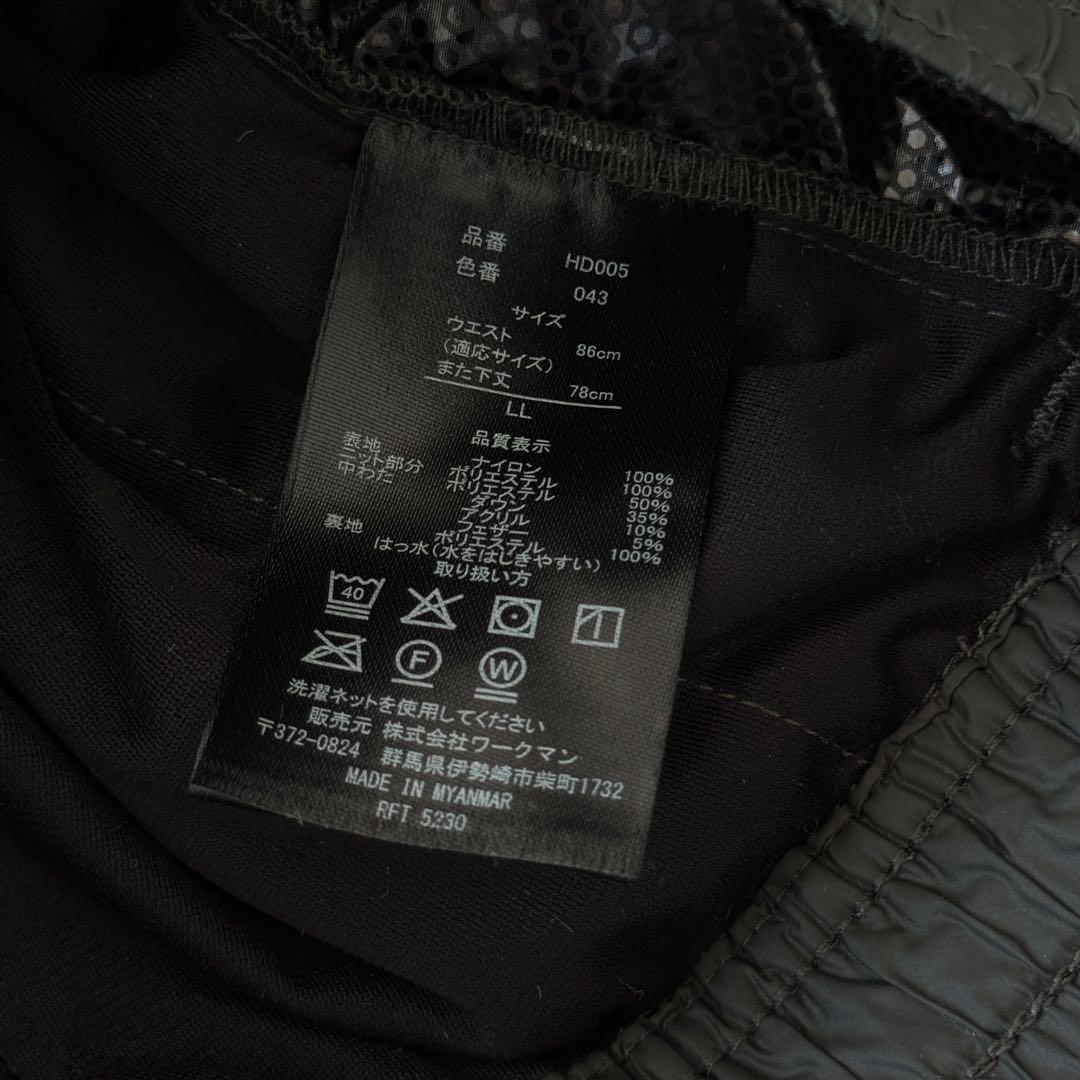 品番 HD005
色番 043
サイズ
ウエスト
(適応サイズ) 86cm
また下丈 78cm
LL
品質表示
表地 ナイロン 100%
ニット部分 ポリエステル 100%
中わた ポリエステル 50%
ダウン 35%
アクリル 10%
フェザー 5%
裏地 ポリエステル 100%
はっ水(水をはじきやすい)
取り扱い方
40
F W
洗濯ネットを使用してください
販売元 株式会社ワークマン
〒372-0824 群馬県伊勢崎市柴町1732
MADE IN MYANMAR
RFT 5230